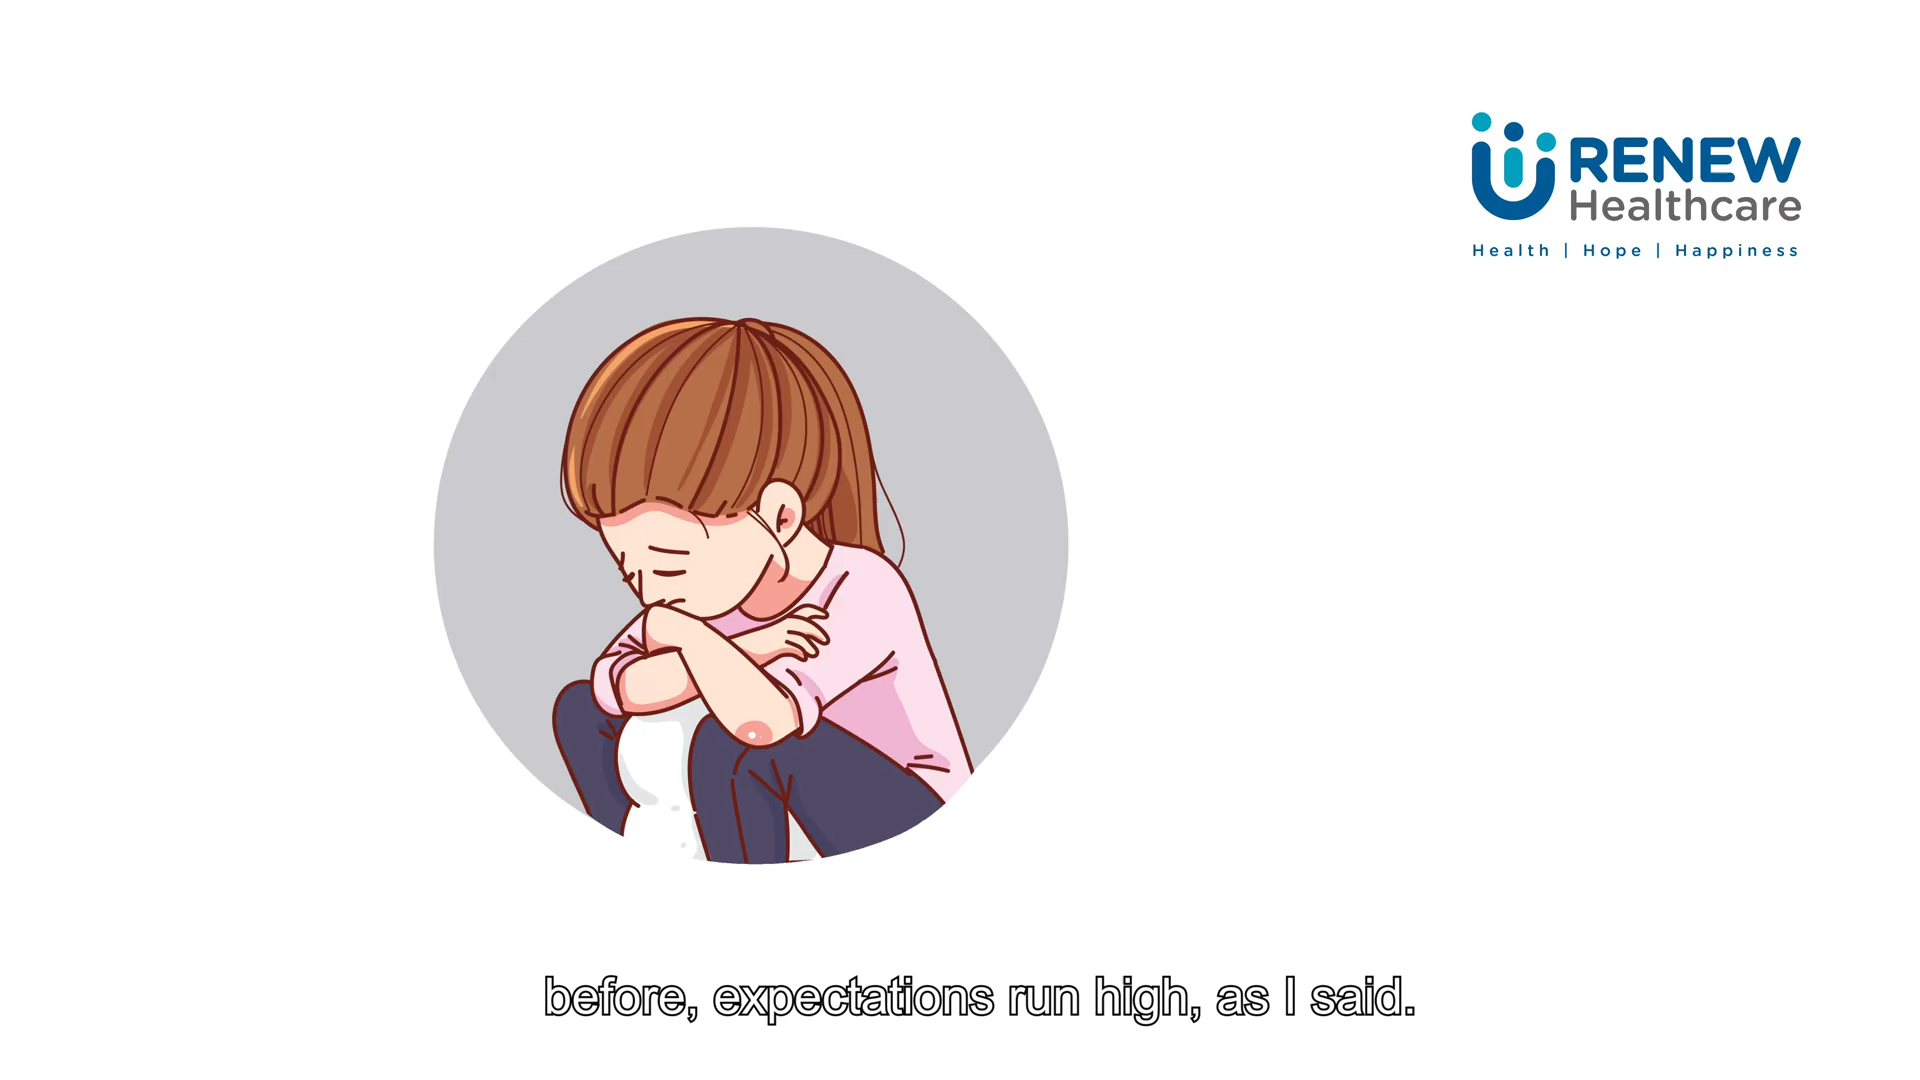 RENEW
Healthcare
Health | Hope | Happiness
before, expectations run high, as I said.